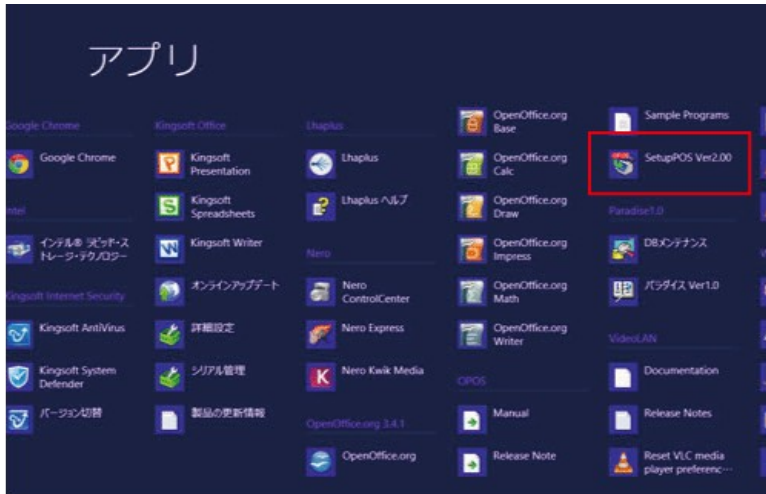 アプリ
Google Chrome
Google Chrome
Intel
インテル® ラピッド・ス
トレージ・テクノロジー
Kingsoft Internet Security
Kingsoft AntiVirus
Kingsoft System
Defender
バージョン切替
Kingsoft Office
Kingsoft
Presentation
Kingsoft
Spreadsheets
Kingsoft Writer
オンラインアップデート
詳細設定
シリアル管理
製品の更新情報
Lhaplus
Lhaplus
Lhaplus ヘルプ
Nero
Nero
ControlCenter
Nero Express
Nero Kwik Media
OpenOffice.org 3.4.1
OpenOffice.org
OpenOffice.org
Base
OpenOffice.org
Calc
OpenOffice.org
Draw
OpenOffice.org
Impress
OpenOffice.org
Math
OpenOffice.org
Writer
OPOS
Manual
Release Note
Sample Programs
SetupPOS Ver2.00
Paradise1.0
DBメンテナンス
パラダイス Ver1.0
VideoLAN
Documentation
Release Notes
Reset VLC media
player preferenc…